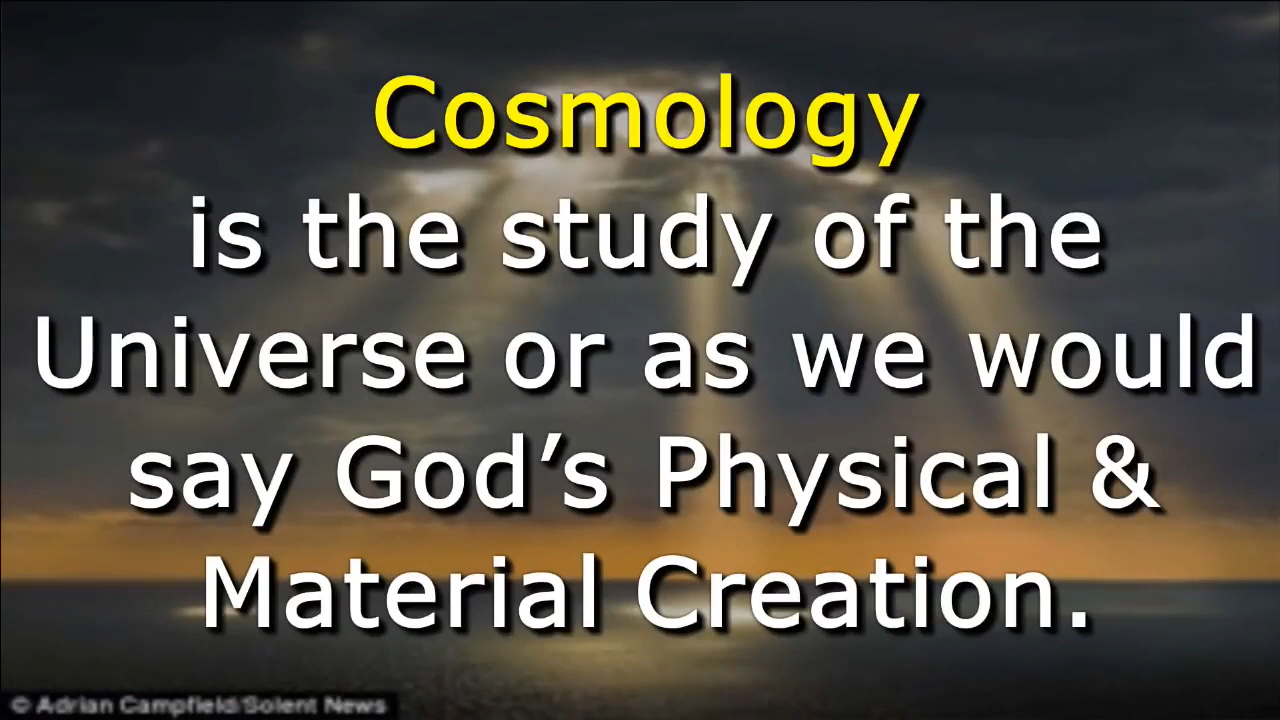 Cosmology
is the study of the
Universe or as we would
say God’s Physical &
Material Creation.
© Adrian Campfield/Solent News